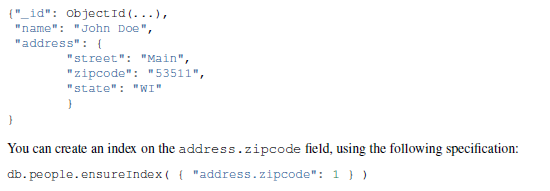 {"_id": ObjectId(...),
"name": "John Doe",
"address": {
"street": "Main",
"zipcode": "53511",
"state": "WI"
}
}
You can create an index on the address.zipcode field, using the following specification:
db.people.ensureIndex( { "address.zipcode": 1 } )